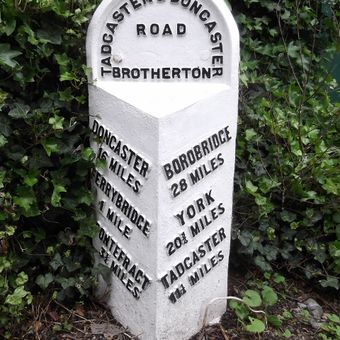 TADCASTER & DONCASTER
ROAD
BROTHERTON
DONCASTER
16 MILES
FERRYBRIDGE
1 MILE
PONTEFRACT
MILES
BOROBRIDGE
28 MILES
YORK
MILES
TADCASTER
MILES